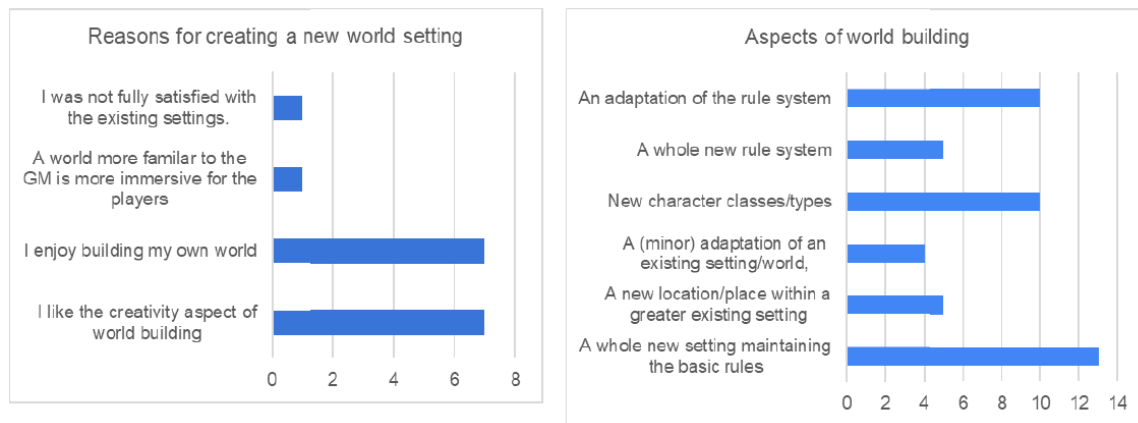 Reasons for creating a new world setting
I was not fully satisfied with
the existing settings.
A world more familar to the
GM is more immersive for the
players
I enjoy building my own world
I like the creativity aspect of
world building
0 2 4 6 8
Aspects of world building
An adaptation of the rule system
A whole new rule system
New character classes/types
A (minor) adaptation of an
existing setting/world,
A new location/place within a
greater existing setting
A whole new setting maintaining
the basic rules
0 2 4 6 8 10 12 14